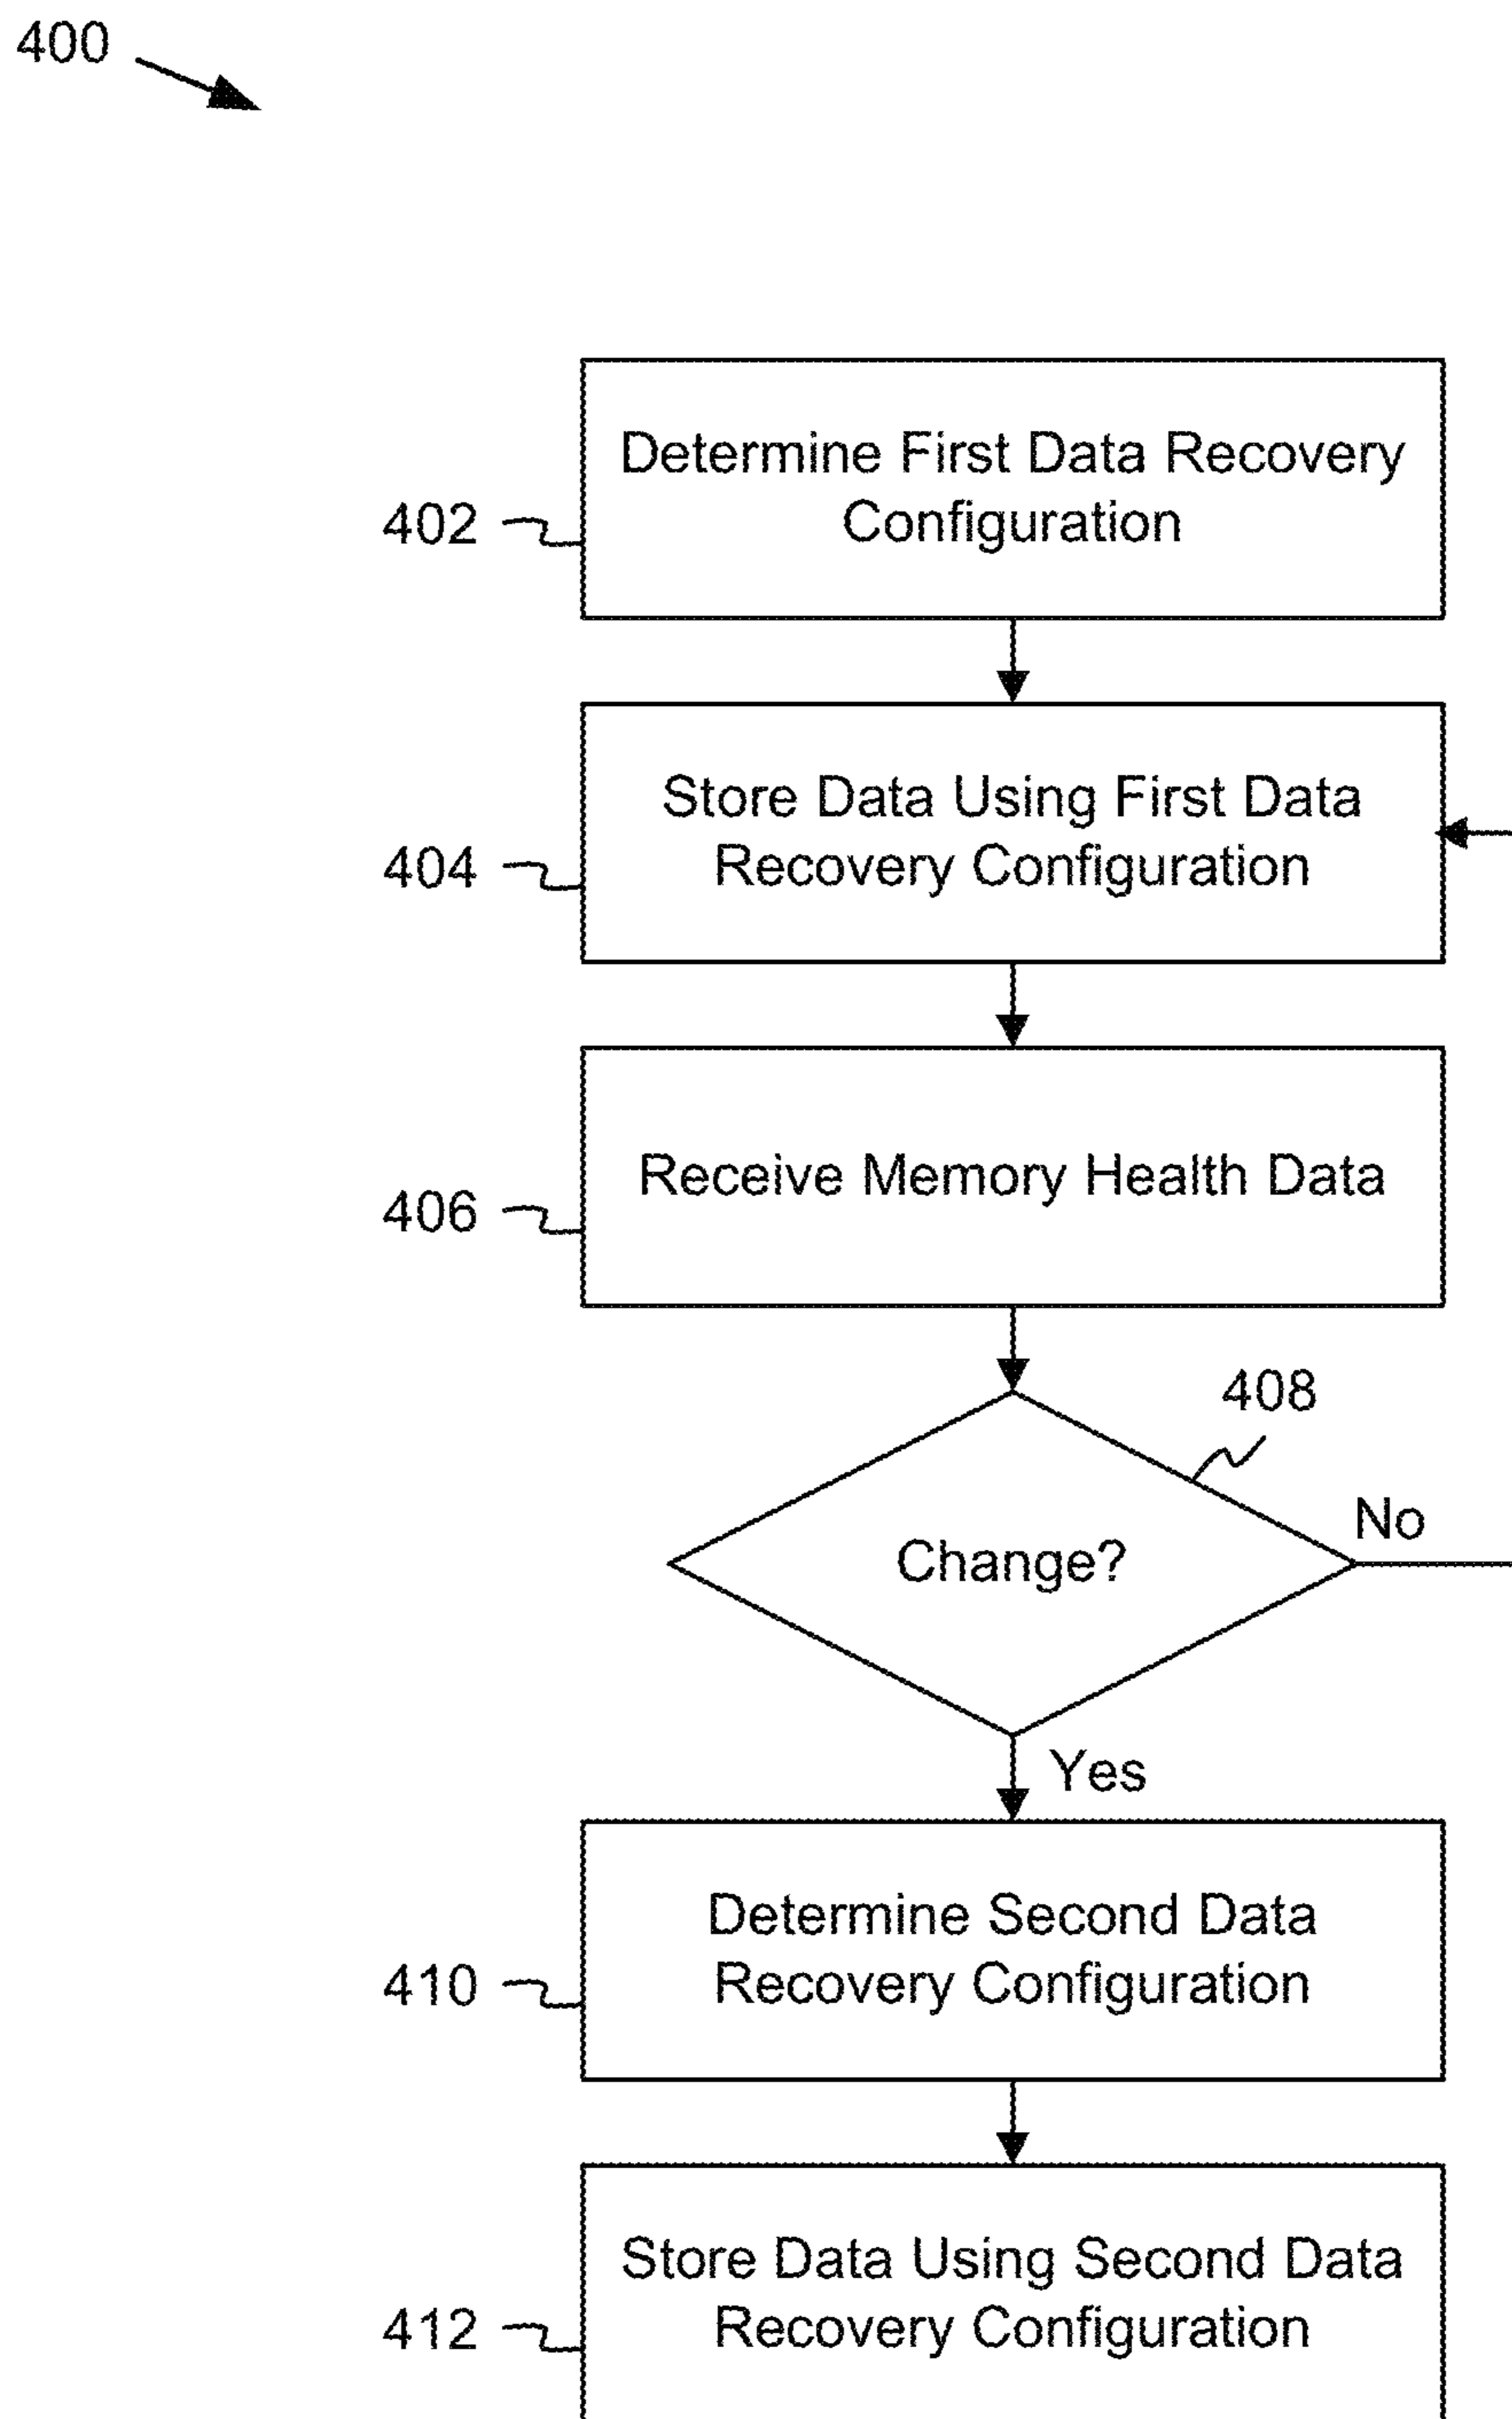 400
Determine First Data Recovery
Configuration
402
Store Data Using First Data
Recovery Configuration
404
Receive Memory Health Data
406
408
Change?
No
Yes
Determine Second Data
Recovery Configuration
410
Store Data Using Second Data
Recovery Configuration
412